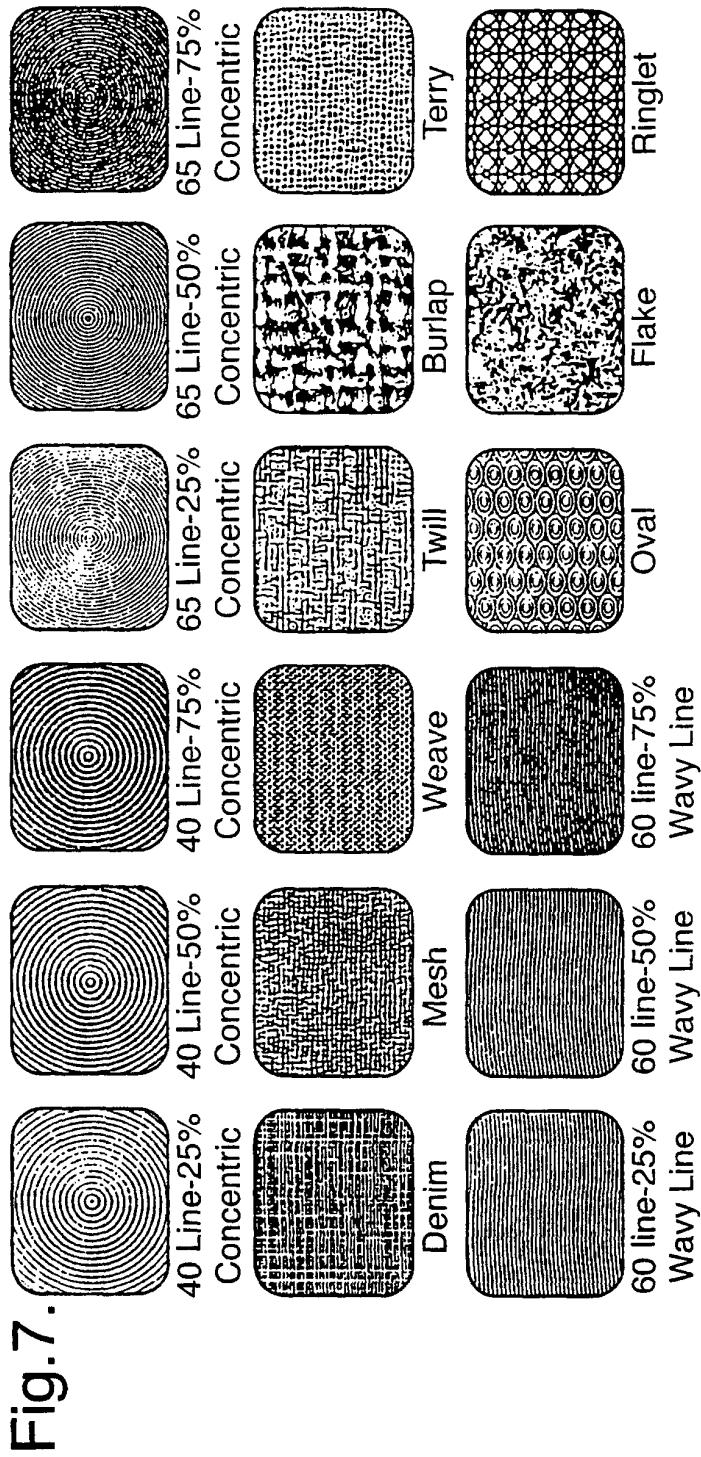 Fig.7.
40 Line-25%
Concentric
40 Line-50%
Concentric
40 Line-75%
Concentric
65 Line-25%
Concentric
65 Line-50%
Concentric
65 Line-75%
Concentric
Denim
Mesh
Weave
Twill
Burlap
Terry
60 line-25%
Wavy Line
60 line-50%
Wavy Line
60 line-75%
Wavy Line
Oval
Flake
Ringlet